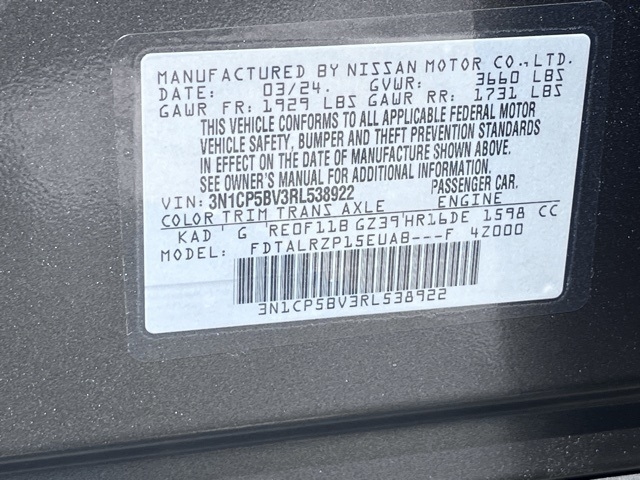 MANUFACTURED BY NISSAN MOTOR CO.,LTD.
DATE: 03/24. GVWR: 3660 LBS
GAWR FR: 1929 LBS GAWR RR: 1731 LBS
THIS VEHICLE CONFORMS TO ALL APPLICABLE FEDERAL MOTOR
VEHICLE SAFETY, BUMPER AND THEFT PREVENTION STANDARDS
IN EFFECT ON THE DATE OF MANUFACTURE SHOWN ABOVE.
SEE OWNER'S MANUAL FOR ADDITIONAL INFORMATION.
VIN: 3N1CP5BV3RL538922 PASSENGER CAR.
COLOR TRIM TRANS AXLE ENGINE
KAD G RE0F11B GZ39 HR16DE 1598 CC
MODEL: FDTALRZP15EUAB---F 4Z000
3N1CP5BV3RL538922